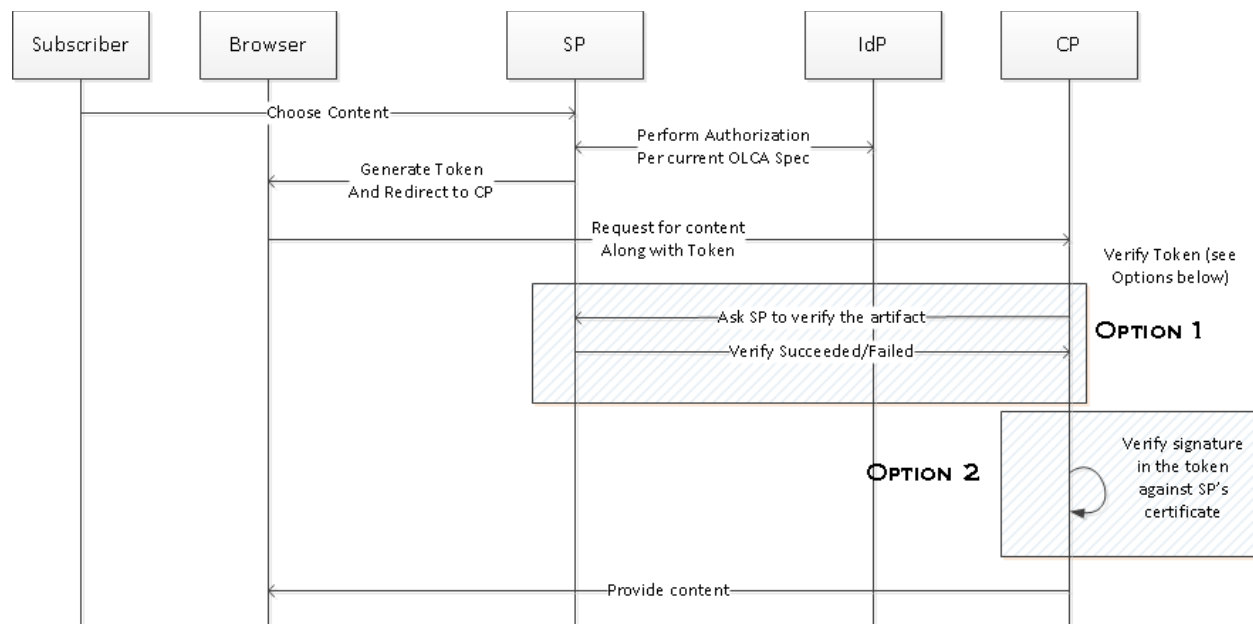 Subscriber
Browser
SP
IdP
CP
Choose Content
Perform Authorization
Per current OLCA Spec
Generate Token
And Redirect to CP
Request for content
Along with Token
Verify Token (see
Options below)
Ask SP to verify the artifact
Verify Succeeded/Failed
OPTION 1
OPTION 2
Verify signature
in the token
against SP's
certificate
Provide content